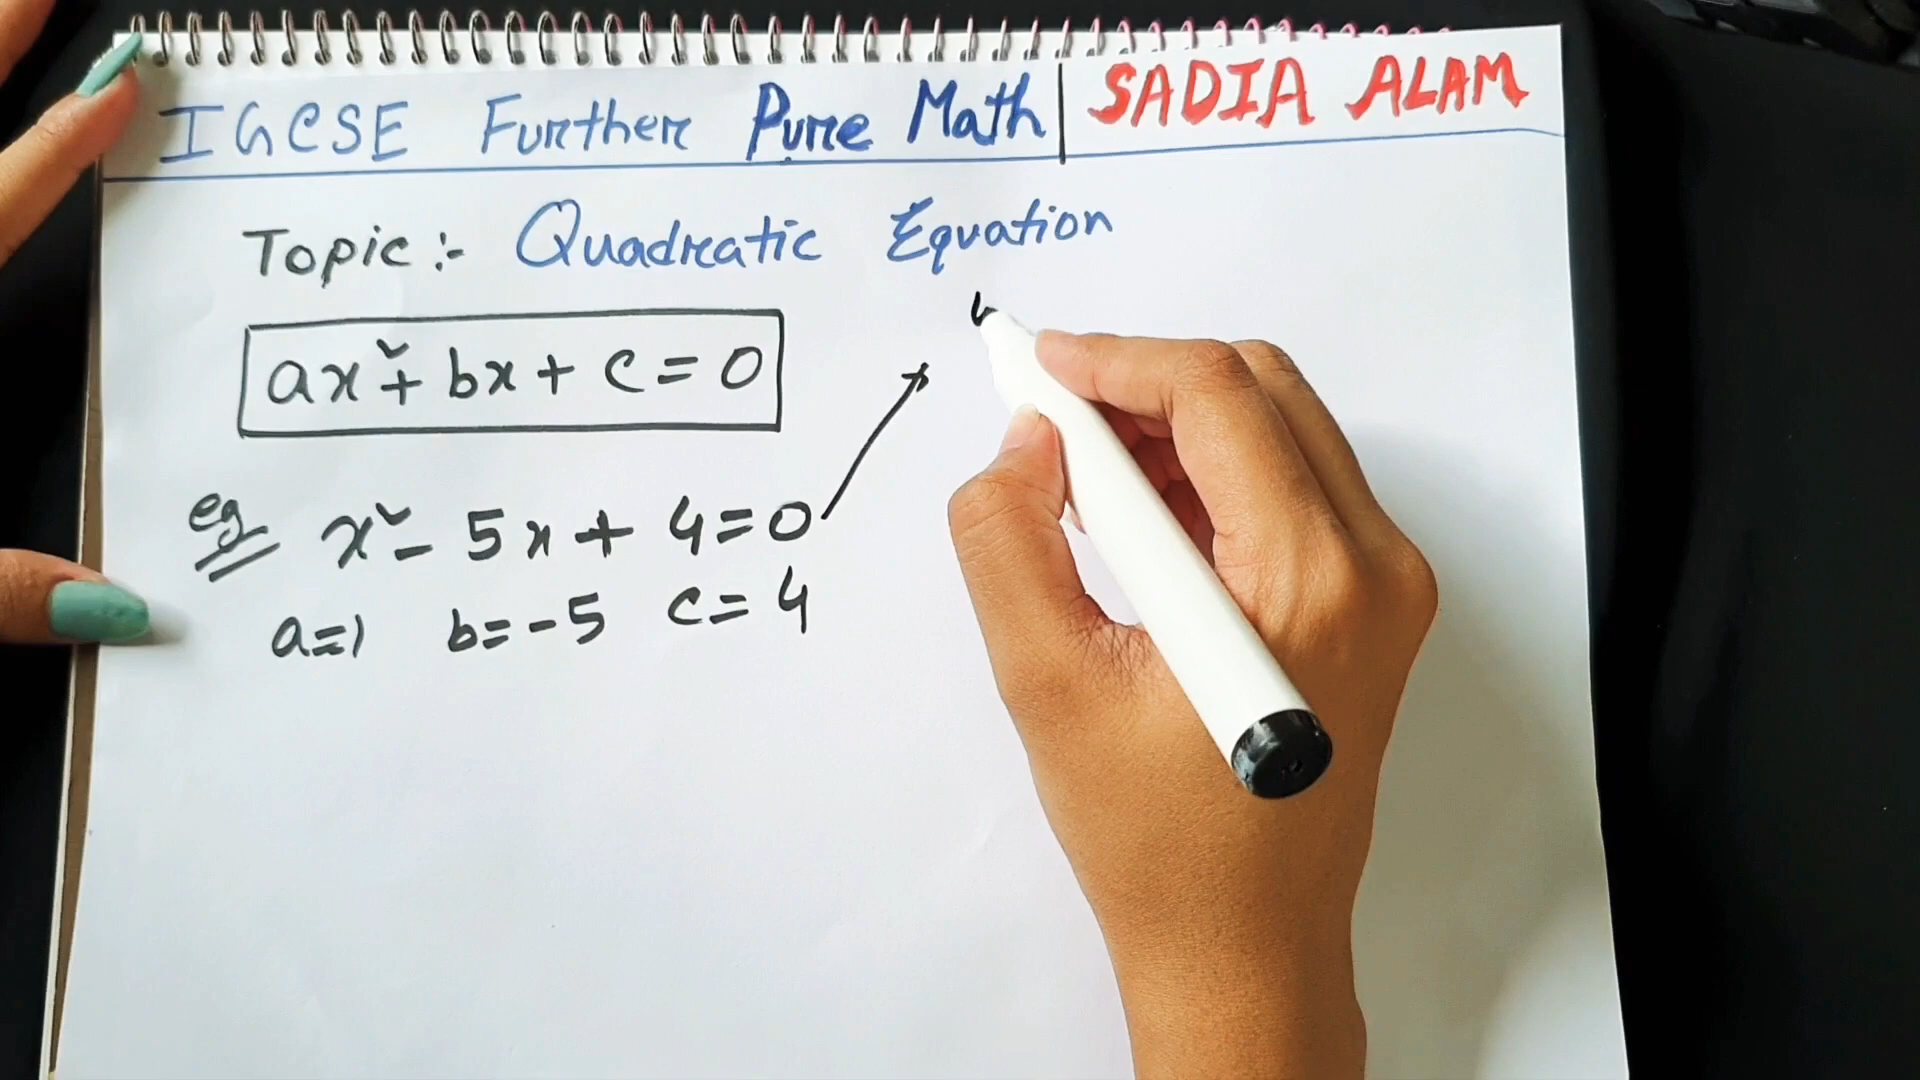 IGCSE Further Pure Math | SADIA ALAM
Topic :- Quadratic Equation
ax² + bx + c = 0
eg x² - 5x + 4 = 0
a=1 b=-5 c=4